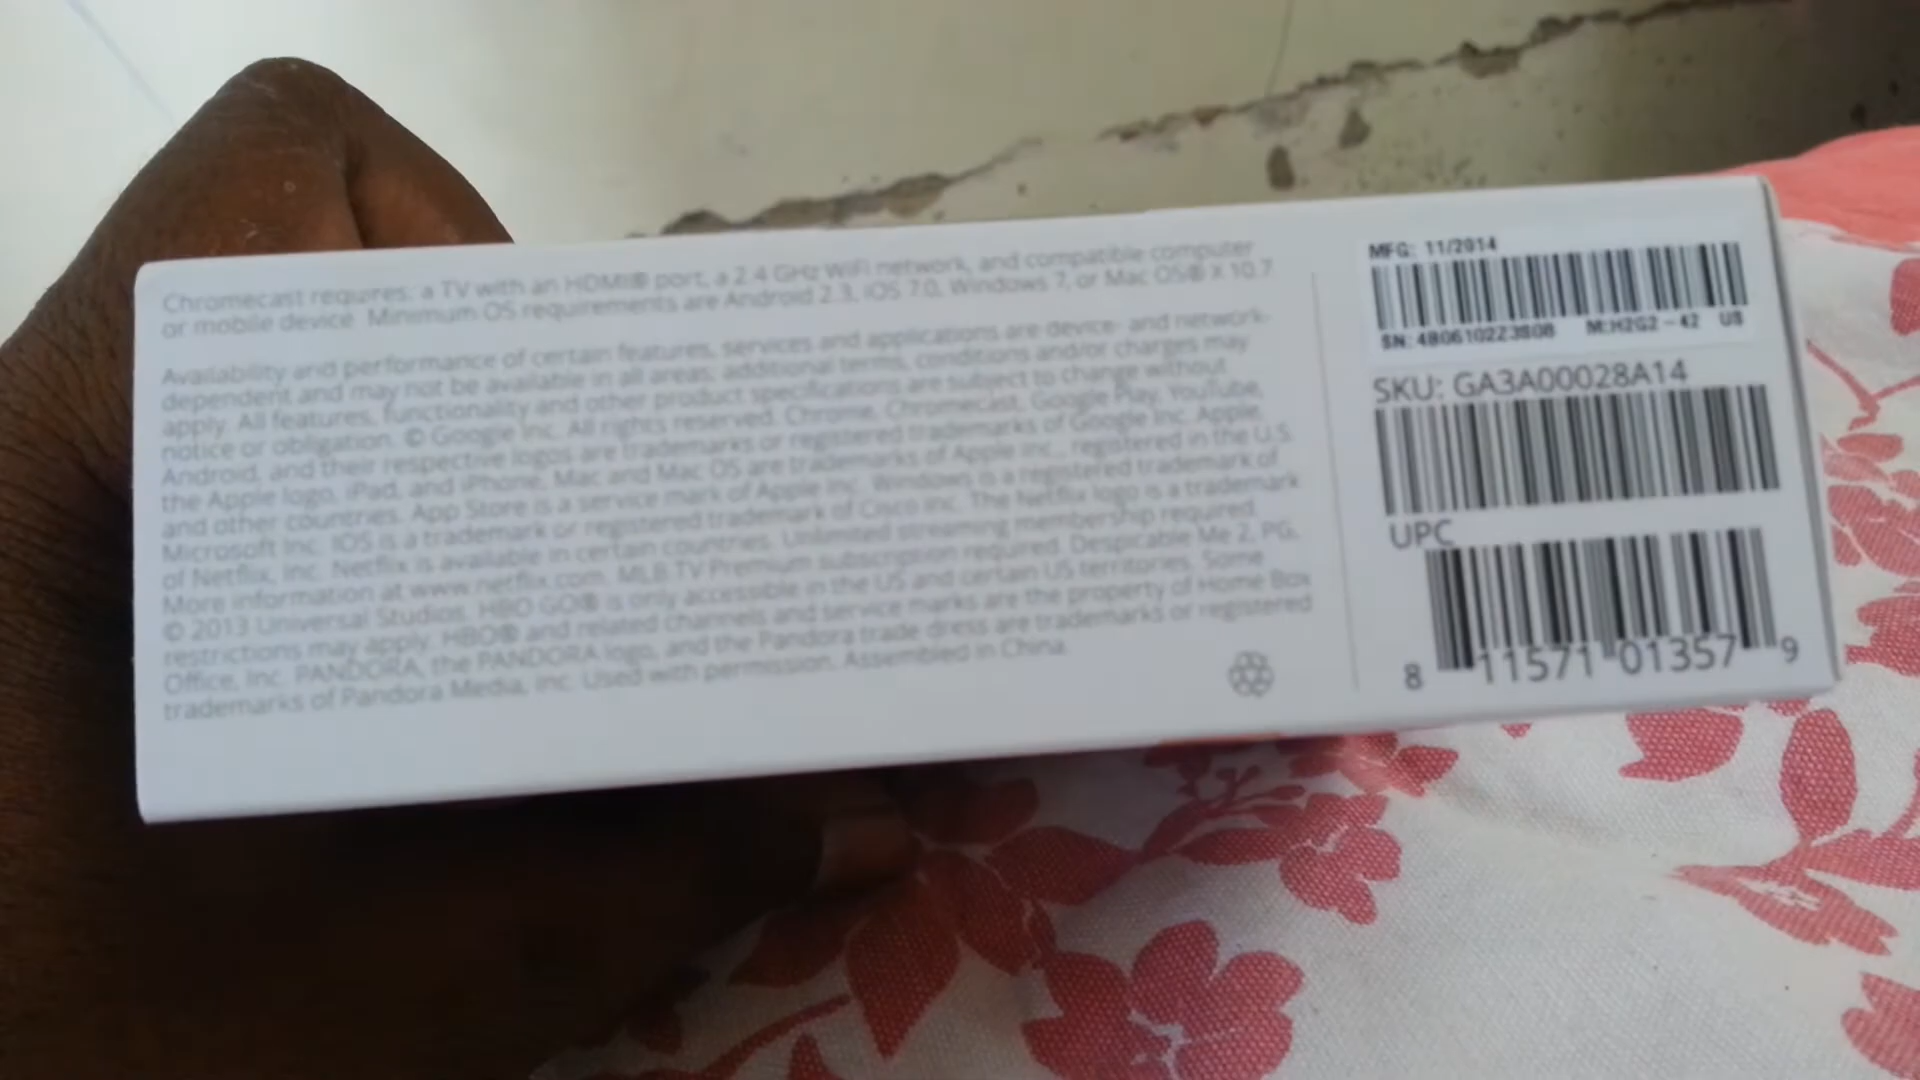 Chromecast requires: a TV with an HDMI® port, a 2.4 GHz WiFi network, and compatible computer
or mobile device. Minimum OS requirements are Android 2.3, iOS 7.0, Windows 7, or Mac OS® X 10.7
Availability and performance of certain features, services and applications are device- and network-
dependent and may not be available in all areas; additional terms, conditions and/or charges may
apply. All features, functionality and other product specifications are subject to change without
notice or obligation. © Google Inc. All rights reserved. Chrome, Chromecast, Google Play, YouTube,
Android, and their respective logos are trademarks or registered trademarks of Google Inc. Apple,
the Apple logo, iPad, and iPhone, Mac and Mac OS are trademarks of Apple Inc., registered in the U.S.
and other countries. App Store is a service mark of Apple Inc. Windows is a registered trademark of
Microsoft Inc. IOS is a trademark or registered trademark of Cisco Inc. The Netflix logo is a trademark
of Netflix, Inc. Netflix is available in certain countries. Unlimited streaming membership required.
More information at www.netflix.com. MLB.TV Premium subscription required. Despicable Me 2, PG,
© 2013 Universal Studios. HBO GO® is only accessible in the US and certain US territories. Some
restrictions may apply. HBO® and related channels and service marks are the property of Home Box
Office, Inc. PANDORA, the PANDORA logo, and the Pandora trade dress are trademarks or registered
trademarks of Pandora Media, Inc. Used with permission. Assembled in China.
MFG: 11/2014
SN: M:H2G2-42 US
SKU: GA3A00028A14
UPC
8 11571 01357 9